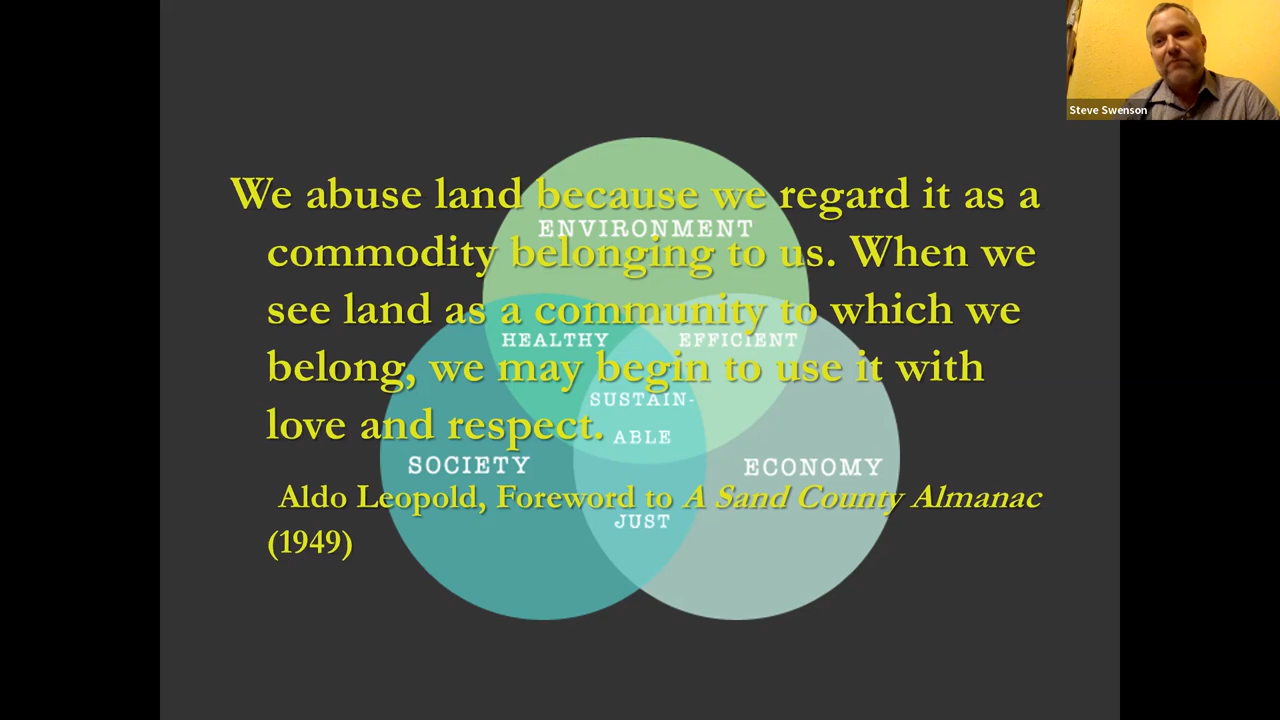 Steve Swenson
We abuse land because we regard it as a
commodity belonging to us. When we
see land as a community to which we
belong, we may begin to use it with
love and respect.
Aldo Leopold, Foreword to A Sand County Almanac
(1949)
ENVIRONMENT
HEALTHY
EFFICIENT
SUSTAIN-
ABLE
SOCIETY
ECONOMY
JUST